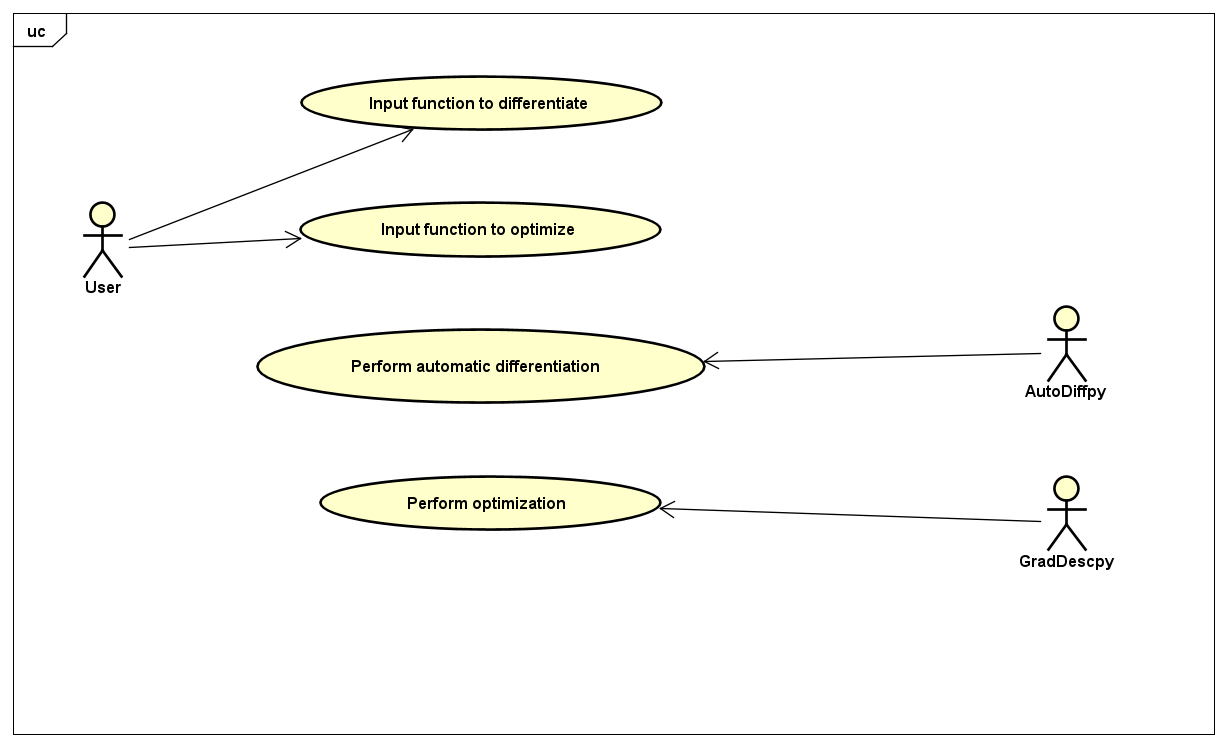 uc
Input function to differentiate
Input function to optimize
User
Perform automatic differentiation
AutoDiffpy
Perform optimization
GradDescpy